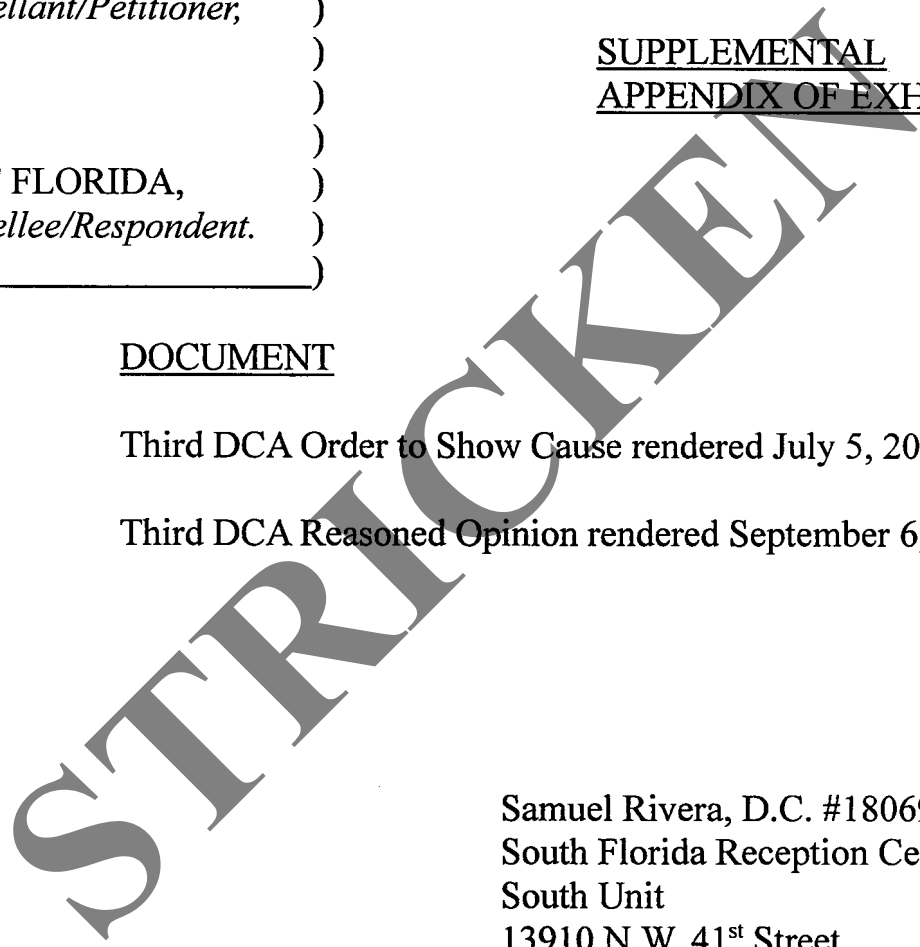 ellant/Petitioner, )
) SUPPLEMENTAL
) APPENDIX OF EXH
)
FLORIDA, )
ellee/Respondent. )
)
DOCUMENT
Third DCA Order to Show Cause rendered July 5, 20
Third DCA Reasoned Opinion rendered September 6,
STRICKEN
Samuel Rivera, D.C. #1806
South Florida Reception Ce
South Unit
13910 N.W. 41st Street